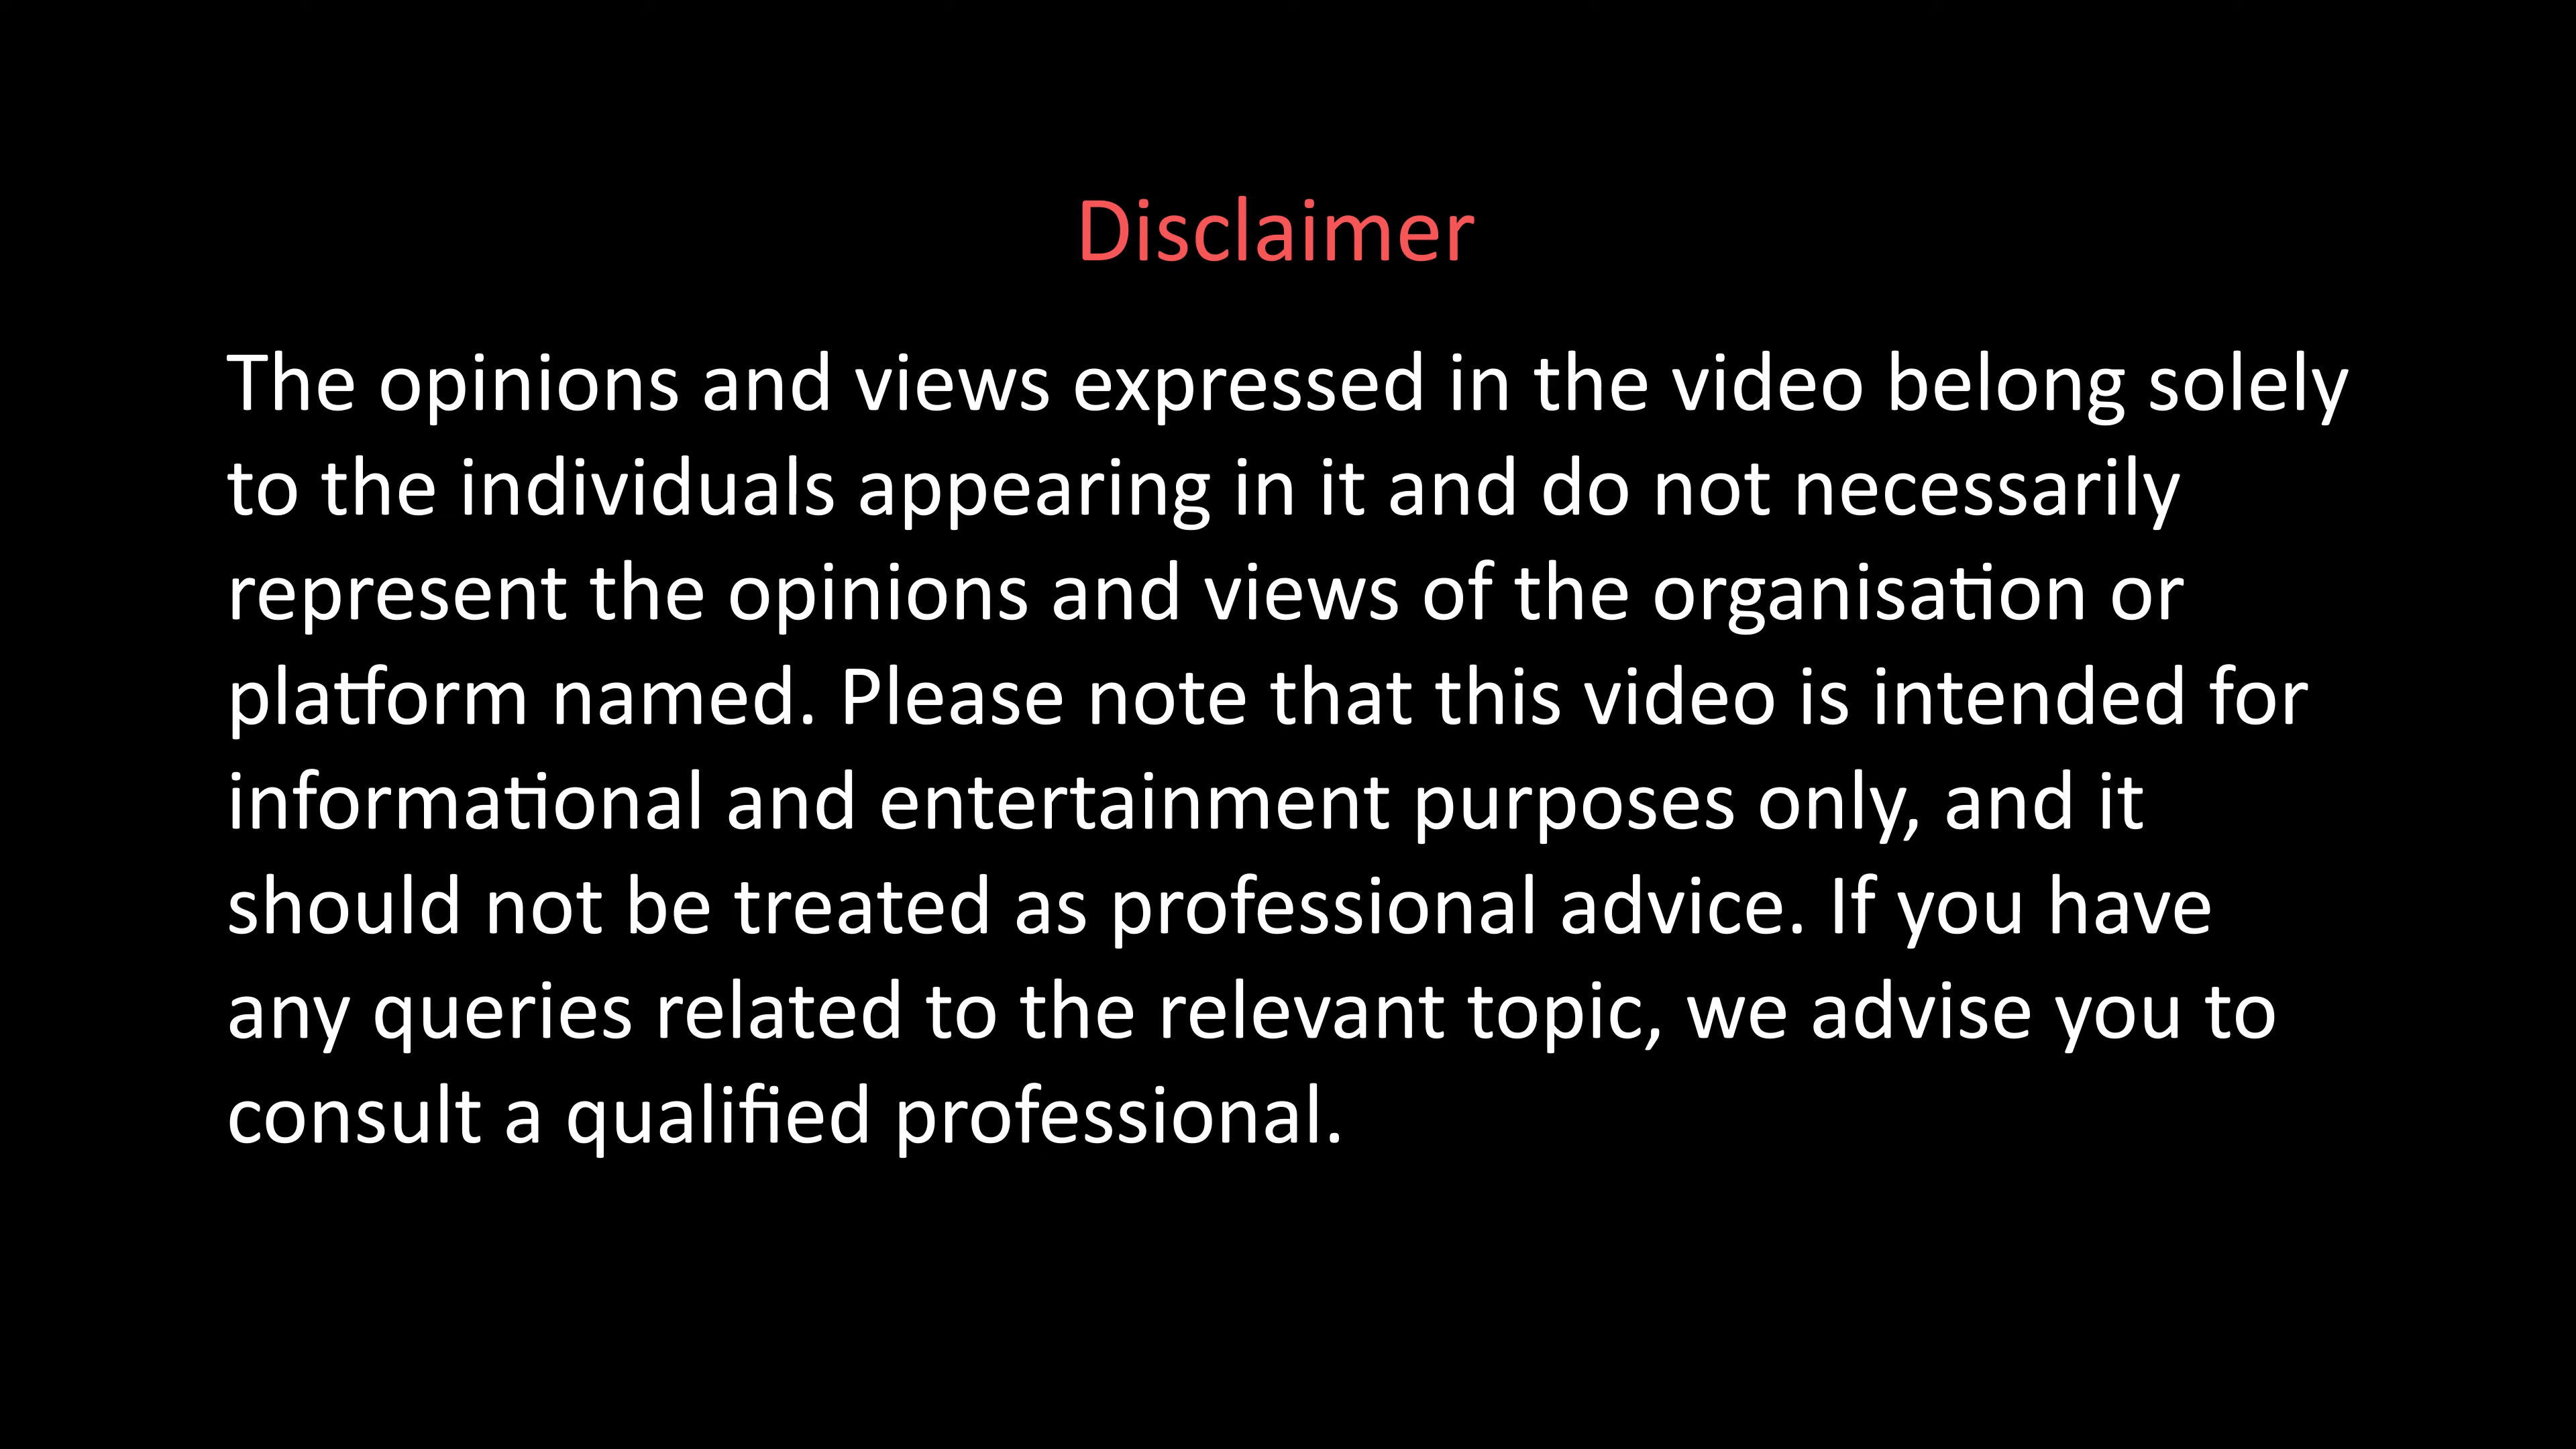 Disclaimer
The opinions and views expressed in the video belong solely
to the individuals appearing in it and do not necessarily
represent the opinions and views of the organisation or
platform named. Please note that this video is intended for
informational and entertainment purposes only, and it
should not be treated as professional advice. If you have
any queries related to the relevant topic, we advise you to
consult a qualified professional.